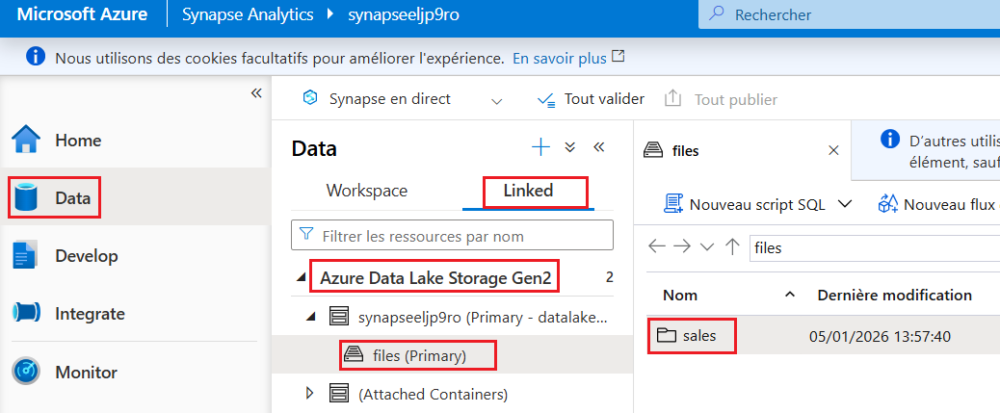 Microsoft Azure Synapse Analytics synapseeljp9ro Rechercher
Nous utilisons des cookies facultatifs pour améliorer l'expérience. En savoir plus
Synapse en direct Tout valider Tout publier
Home
Data
Develop
Integrate
Monitor
Data
Workspace Linked
Filtrer les ressources par nom
Azure Data Lake Storage Gen2 2
synapseeljp9ro (Primary - datalake...
files (Primary)
(Attached Containers)
files
D'autres utilis
élément, sauf
Nouveau script SQL Nouveau flux
files
Nom Dernière modification
sales 05/01/2026 13:57:40